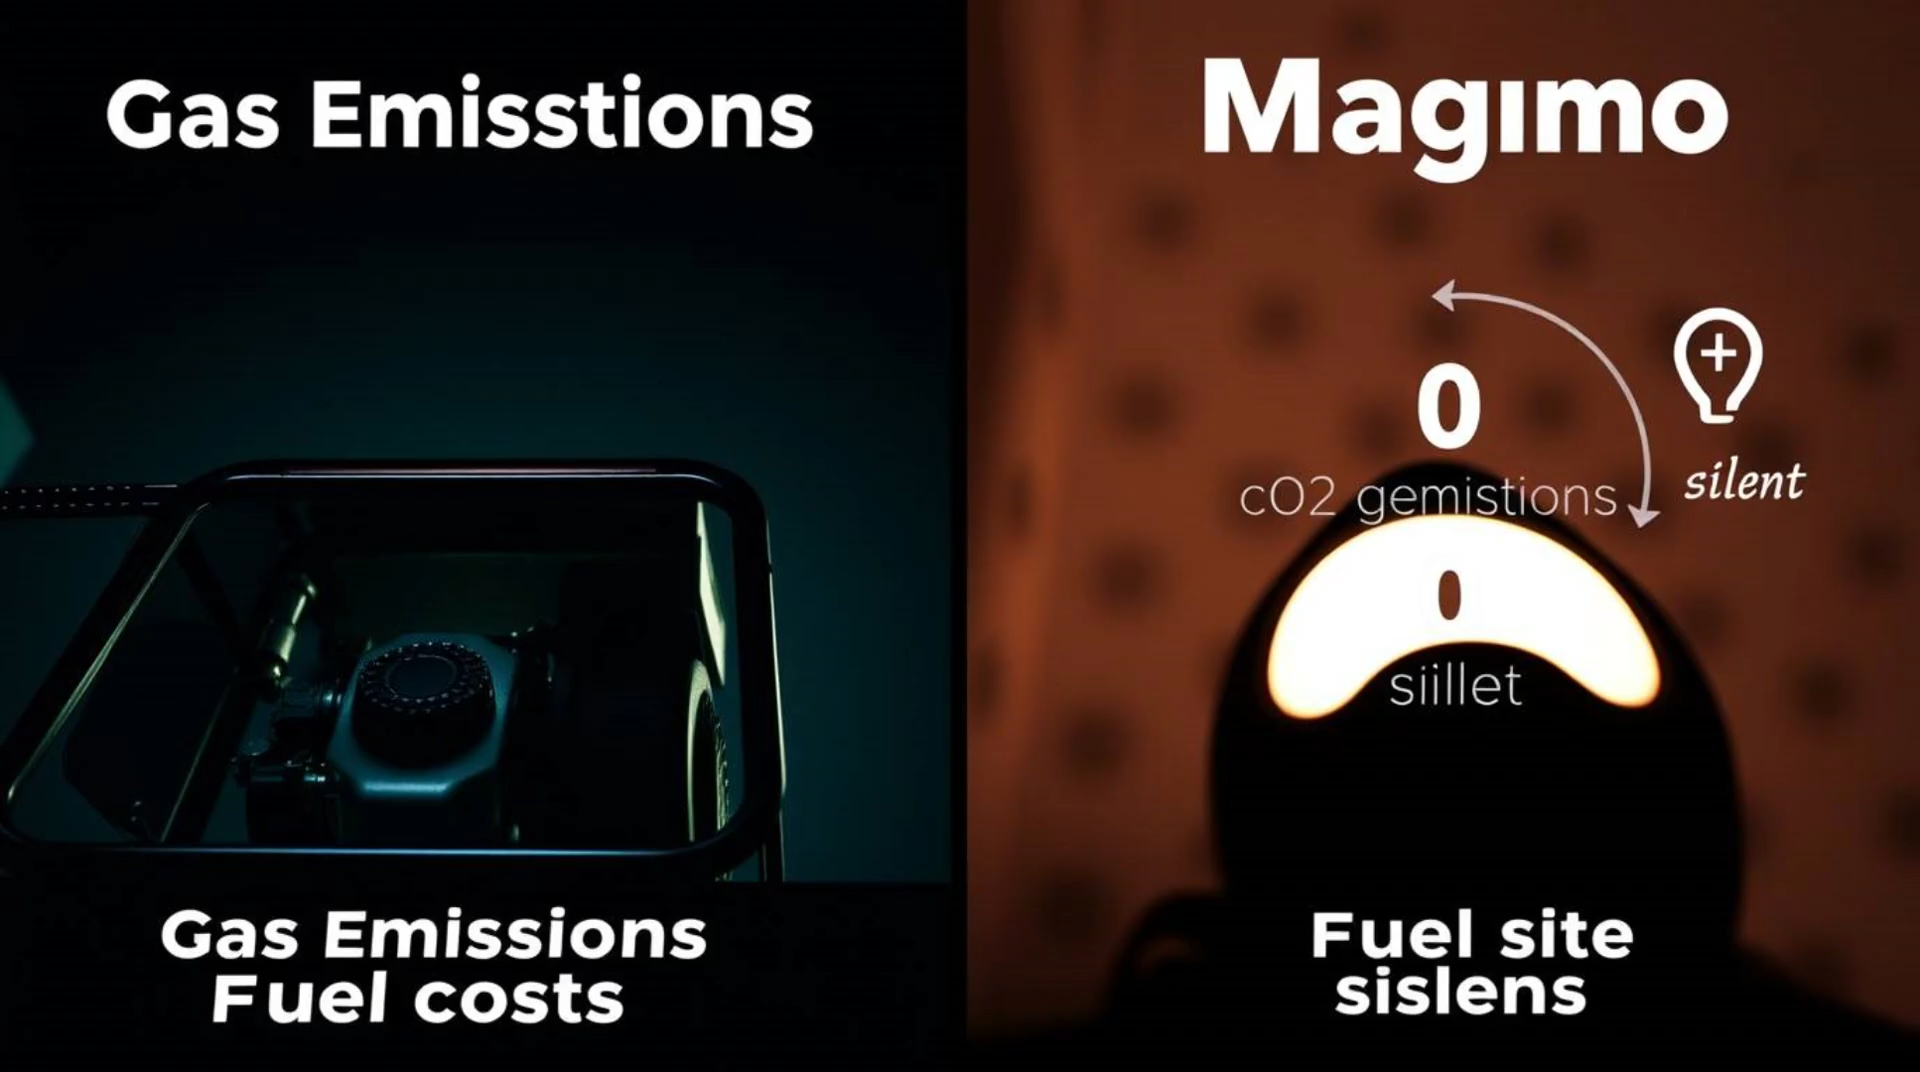 Gas Emisstions
Gas Emissions
Fuel costs
Magımo
0
cO2 gemistions
silent
0
siillet
Fuel site
sislens